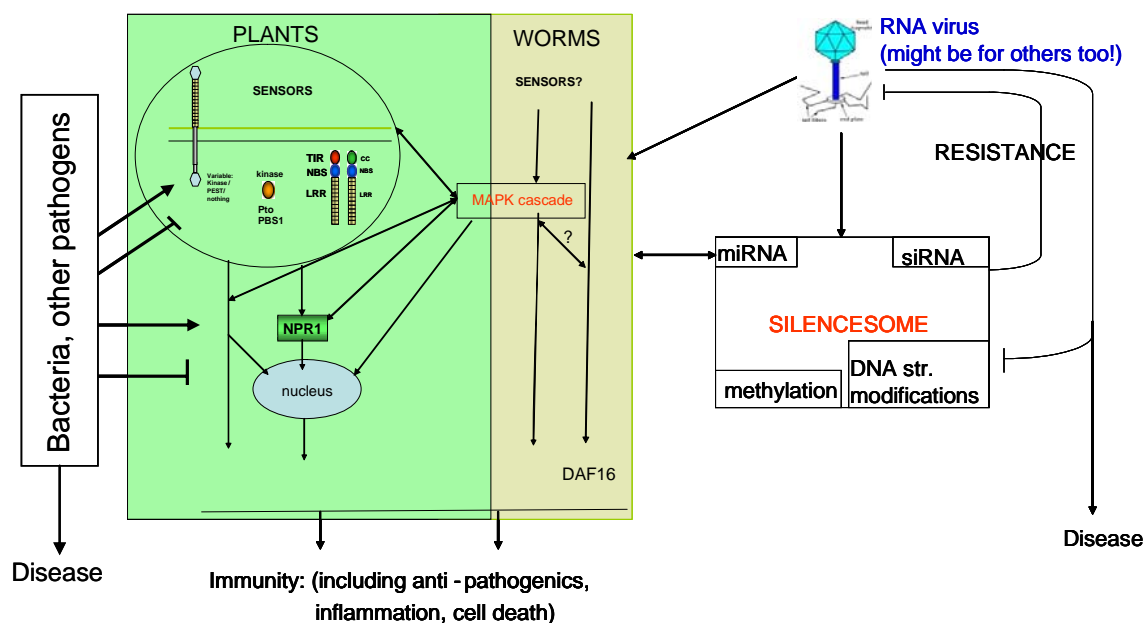 PLANTS
WORMS
RNA virus
(might be for others too!)
SENSORS
SENSORS?
Bacteria, other pathogens
TIR
CC
NBS
NBS
LRR
LRR
Variable:
Kinase /
PEST/
nothing
kinase
Pto
PBS1
RESISTANCE
MAPK cascade
?
miRNA
siRNA
NPR1
SILENCESOME
nucleus
methylation
DNA str.
modifications
DAF16
Disease
Disease
Immunity: (including anti - pathogenics,
inflammation, cell death)